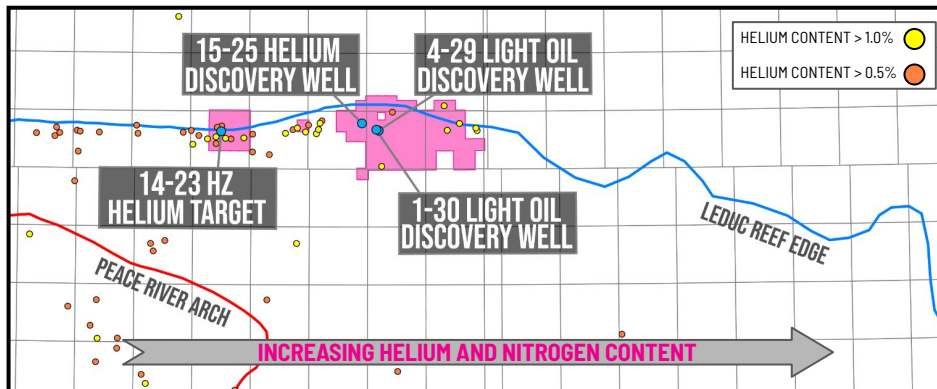 HELIUM CONTENT > 1.0%
HELIUM CONTENT > 0.5%
15-25 HELIUM
DISCOVERY WELL
4-29 LIGHT OIL
DISCOVERY WELL
14-23 HZ
HELIUM TARGET
1-30 LIGHT OIL
DISCOVERY WELL
LEDUC REEF EDGE
PEACE RIVER ARCH
INCREASING HELIUM AND NITROGEN CONTENT